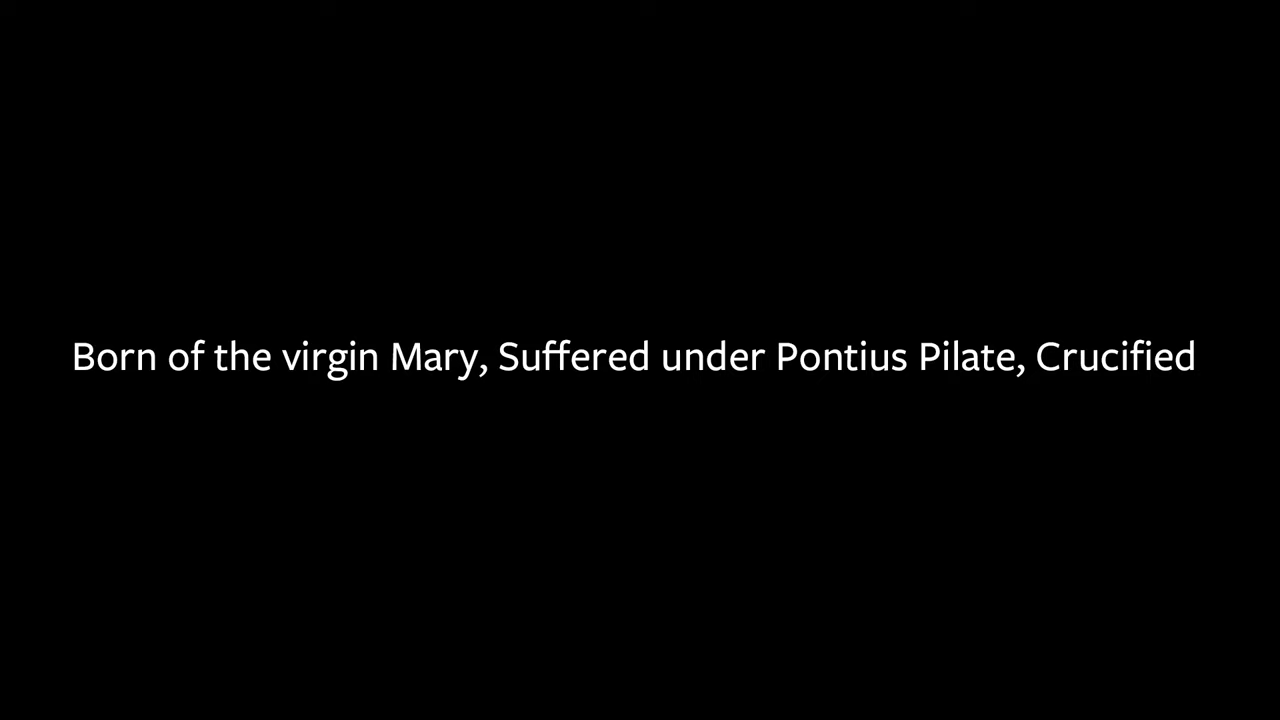 Born of the virgin Mary, Suffered under Pontius Pilate, Crucified